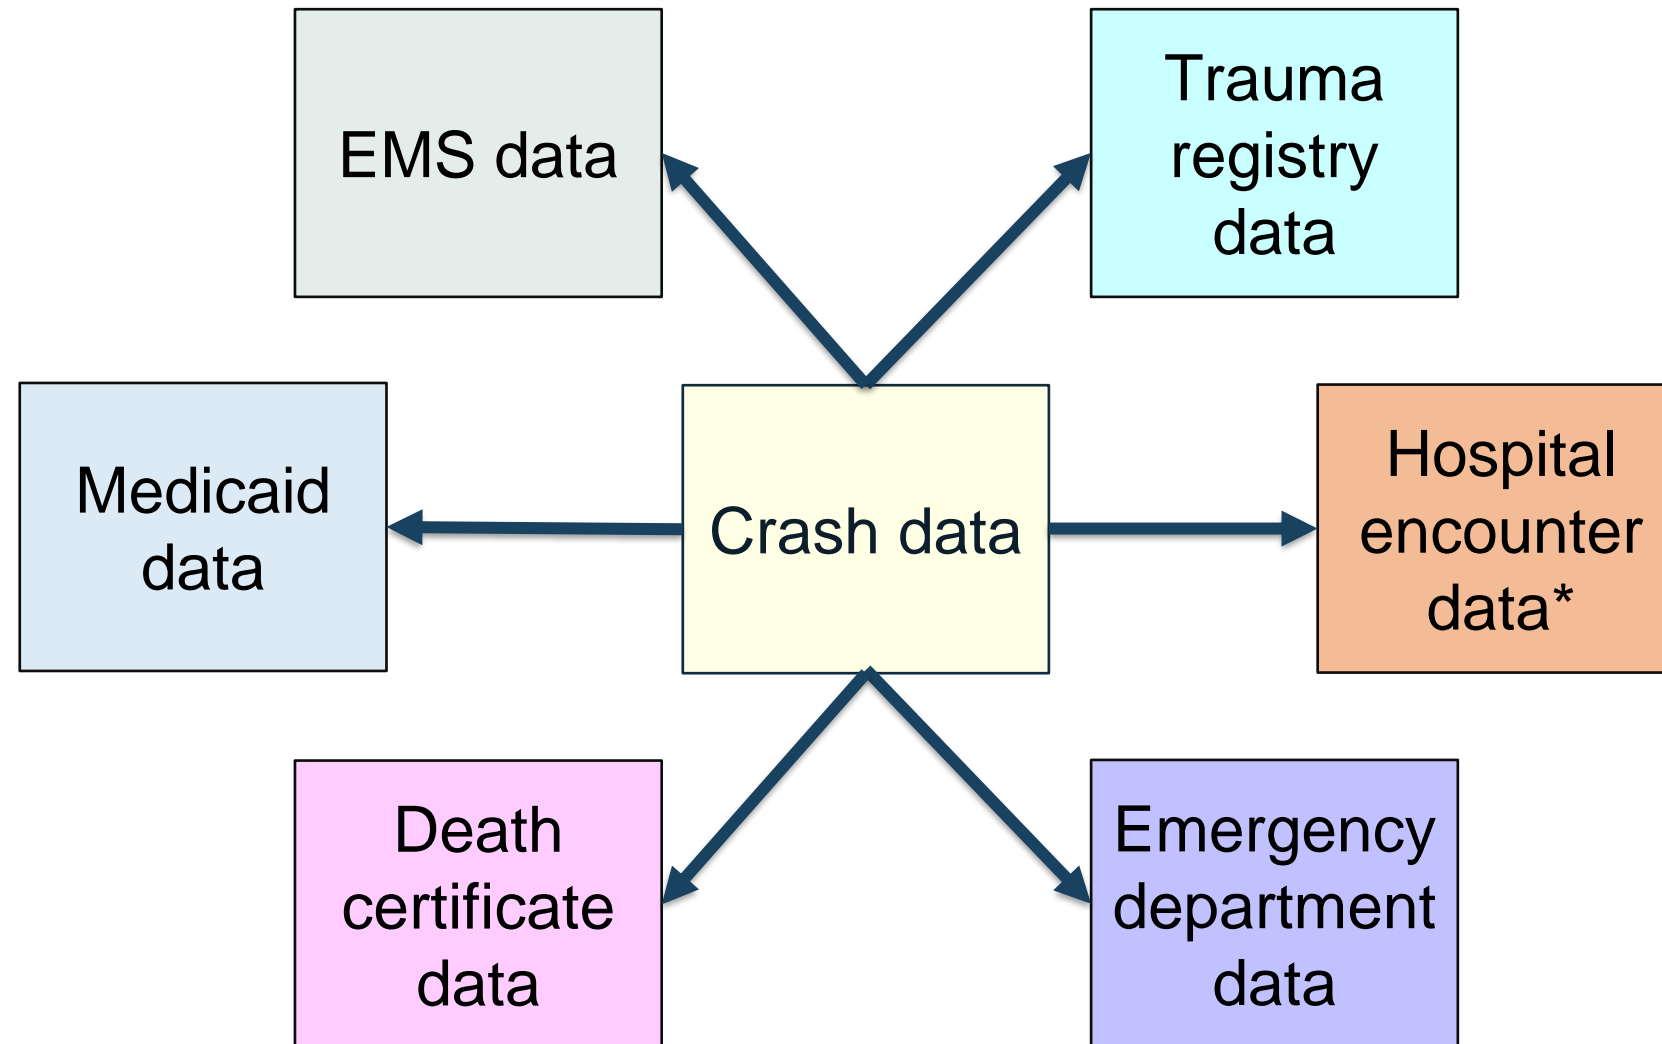 EMS data
Trauma
registry
data
Medicaid
data
Crash data
Hospital
encounter
data*
Death
certificate
data
Emergency
department
data